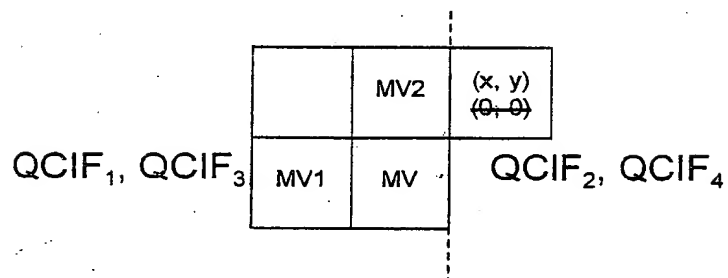 MV2
(x, y)
(0, 0)
QCIF₁, QCIF₃
MV1
MV
QCIF₂, QCIF₄